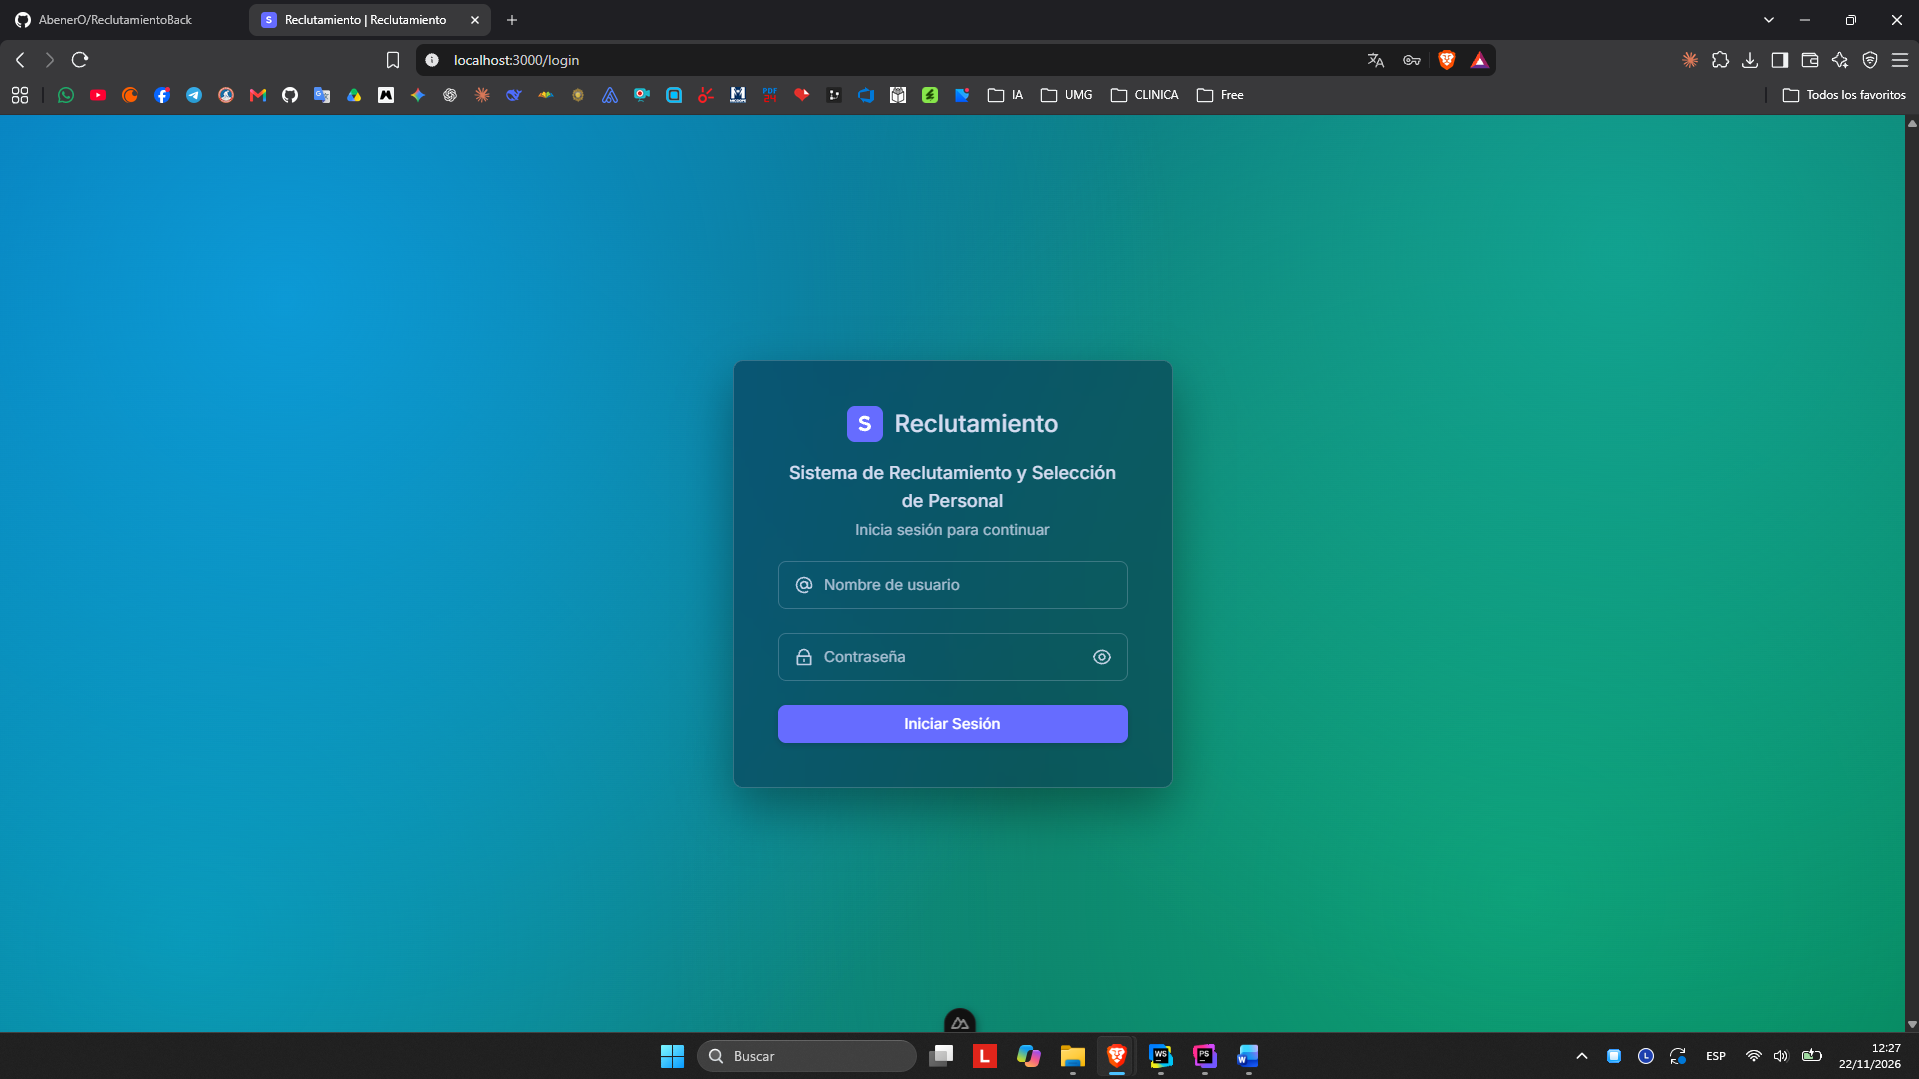 AbenerO/ReclutamientoBack
S Reclutamiento | Reclutamiento
localhost:3000/login
IA
UMG
CLINICA
Free
Todos los favoritos
S Reclutamiento
Sistema de Reclutamiento y Selección
de Personal
Inicia sesión para continuar
Nombre de usuario
Contraseña
Iniciar Sesión
Buscar
L
WS
PS
W
L
ESP
12:27
22/11/2026